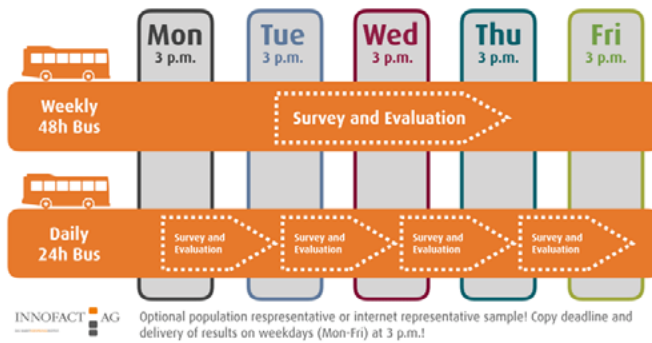 Mon
3 p.m.
Tue
3 p.m.
Wed
3 p.m.
Thu
3 p.m.
Fri
3 p.m.
Weekly
48h Bus
Survey and Evaluation
Daily
24h Bus
Survey and
Evaluation
Survey and
Evaluation
Survey and
Evaluation
Survey and
Evaluation
INNOFACT AG
Optional population respresentative or internet representative sample! Copy deadline and
delivery of results on weekdays (Mon-Fri) at 3 p.m.!